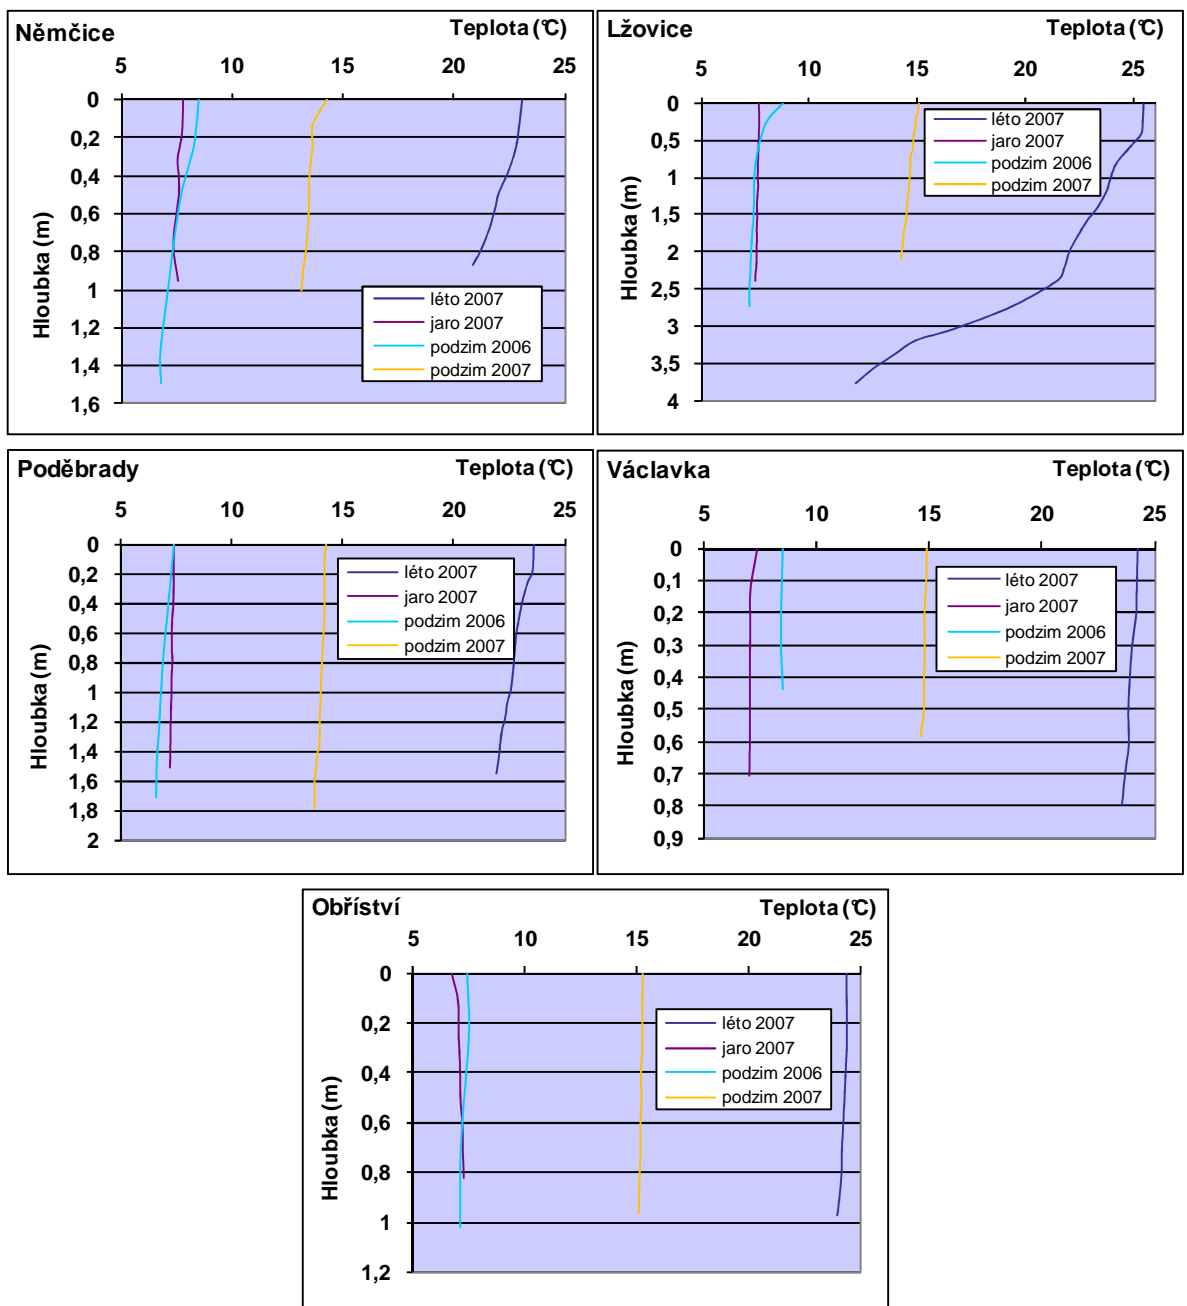 Němčice
Teplota (°C)
5 10 15 20 25
0
0,2
0,4
0,6
0,8
1
1,2
1,4
1,6
Hloubka (m)
léto 2007
jaro 2007
podzim 2006
podzim 2007
Lžovice
Teplota (°C)
5 10 15 20 25
0
0,5
1
1,5
2
2,5
3
3,5
4
Hloubka (m)
léto 2007
jaro 2007
podzim 2006
podzim 2007
Poděbrady
Teplota (°C)
5 10 15 20 25
0
0,2
0,4
0,6
0,8
1
1,2
1,4
1,6
1,8
2
Hloubka (m)
léto 2007
jaro 2007
podzim 2006
podzim 2007
Václavka
Teplota (°C)
5 10 15 20 25
0
0,1
0,2
0,3
0,4
0,5
0,6
0,7
0,8
0,9
Hloubka (m)
léto 2007
jaro 2007
podzim 2006
podzim 2007
Obříství
Teplota (°C)
5 10 15 20 25
0
0,2
0,4
0,6
0,8
1
1,2
Hloubka (m)
léto 2007
jaro 2007
podzim 2006
podzim 2007